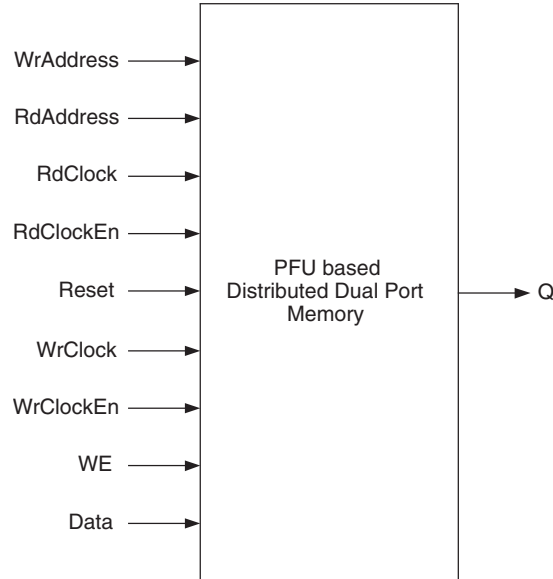 WrAddress
RdAddress
RdClock
RdClockEn
Reset
WrClock
WrClockEn
WE
Data
PFU based
Distributed Dual Port
Memory
Q